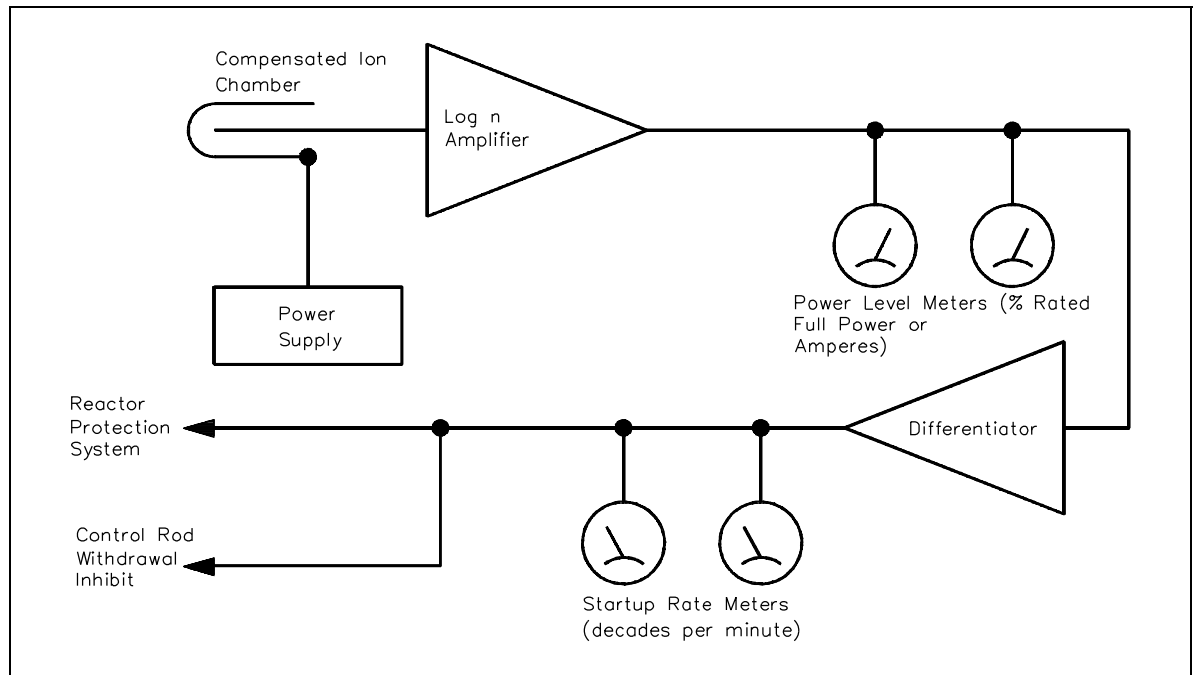 Compensated Ion
Chamber
Log n
Amplifier
Power
Supply
Power Level Meters (% Rated
Full Power or
Amperes)
Reactor
Protection
System
Differentiator
Control Rod
Withdrawal
Inhibit
Startup Rate Meters
(decades per minute)